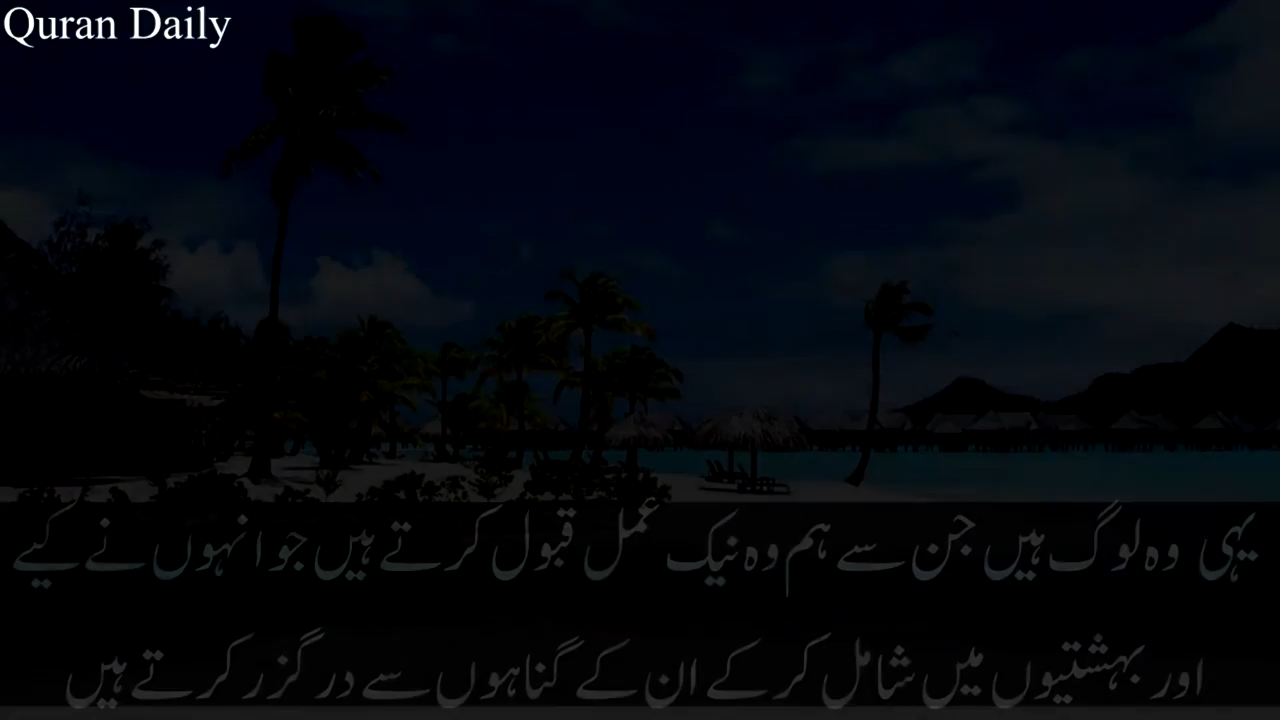 Quran Daily
یہی وہ لوگ ہیں جن سے ہم وہ نیک عمل قبول کرتے ہیں جو انہوں نے کیے
اور بہشتیوں میں شامل کر کے ان کے گناہوں سے درگزر کرتے ہیں